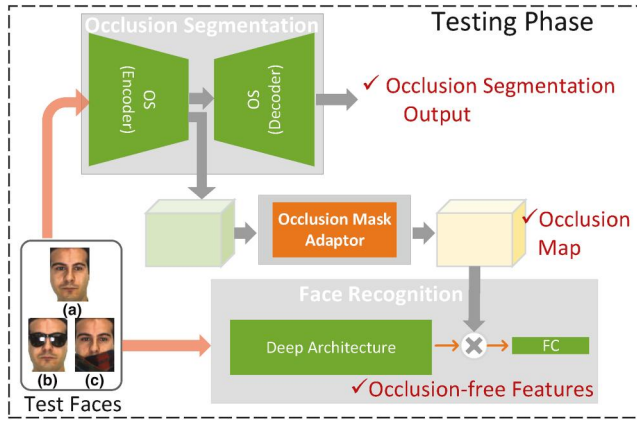 Testing Phase
Occlusion Segmentation
OS
(Encoder)
OS
(Decoder)
✓ Occlusion Segmentation
Output
Occlusion Mask
Adaptor
✓Occlusion
Map
(a)
(b)
(c)
Test Faces
Face Recognition
Deep Architecture
FC
✓Occlusion-free Features